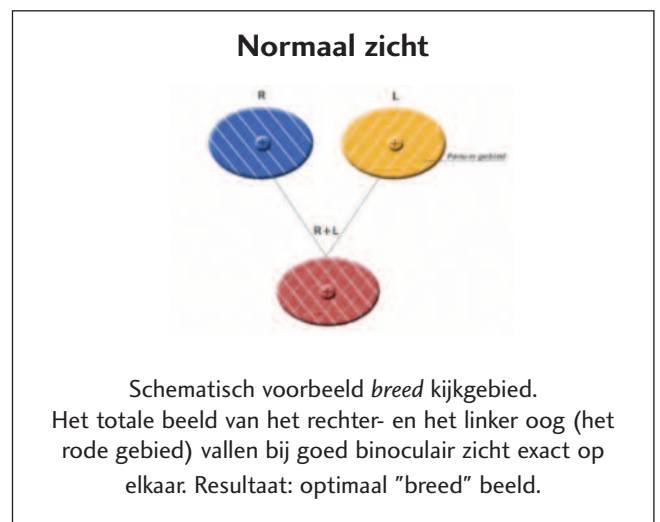 Normaal zicht
R L
Panum gebied
R+L
Schematisch voorbeeld breed kijkgebied.
Het totale beeld van het rechter- en het linker oog (het
rode gebied) vallen bij goed binoculair zicht exact op
elkaar. Resultaat: optimaal ”breed” beeld.